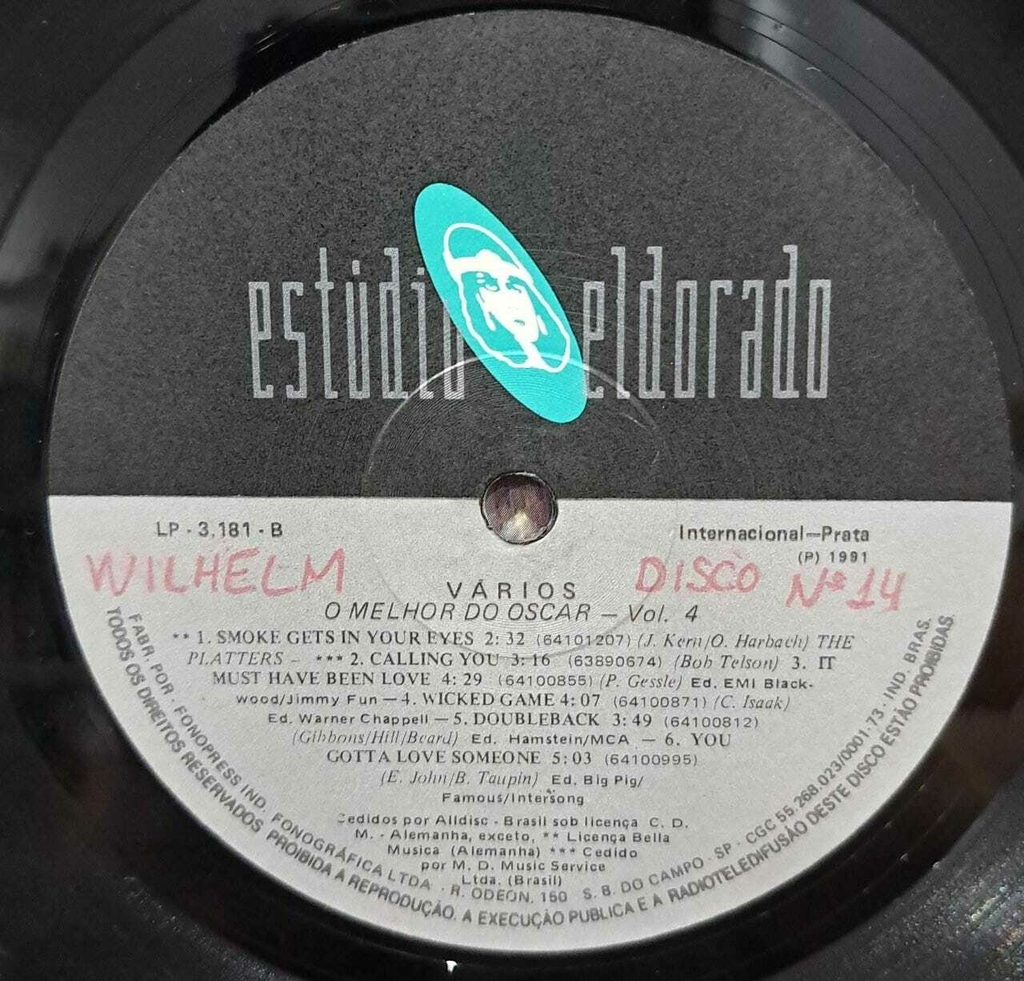 estúdio eldorado
LP - 3.181 - B
Internacional—Prata
(P) 1991
WILHELM
DISCO Nº 14
VÁRIOS
O MELHOR DO OSCAR — Vol. 4
** 1. SMOKE GETS IN YOUR EYES 2: 32 (64101207) (J. Kern/O. Harbach) THE
PLATTERS – *** 2. CALLING YOU 3: 16 (63890674) (Bob Telson) 3. IT
MUST HAVE BEEN LOVE 4: 29 (64100855) (P. Gessle) Ed. EMI Black-
wood/Jimmy Fun — 4. WICKED GAME 4: 07 (64100871) (C. Isaak)
Ed. Warner Chappell — 5. DOUBLEBACK 3: 49 (64100812)
(Gibbons/Hill/Beard) Ed. Hamstein/MCA — 6. YOU
GOTTA LOVE SOMEONE 5: 03 (64100995)
(E. John/B. Taupin) Ed. Big Pig/
Famous/Intersong
Cedidos por Alldisc - Brasil sob licença C. D.
M. - Alemanha, exceto, ** Licença Bella
Musica (Alemanha) *** Cedido
por M. D. Music Service
Ltda. (Brasil)
FABR. POR . FONOPRESS IND. FONOGRÁFICA LTDA . R. ODEON, 150 S. B. DO CAMPO - SP - CGC 55.268.023/0001-73 - IND. BRAS.
TODOS OS DIREITOS RESERVADOS PROIBIDA A REPRODUÇÃO, A EXECUÇÃO PUBLICA E A RADIOTELEDIFUSÃO DESTE DISCO ESTÃO PROIBIDAS.